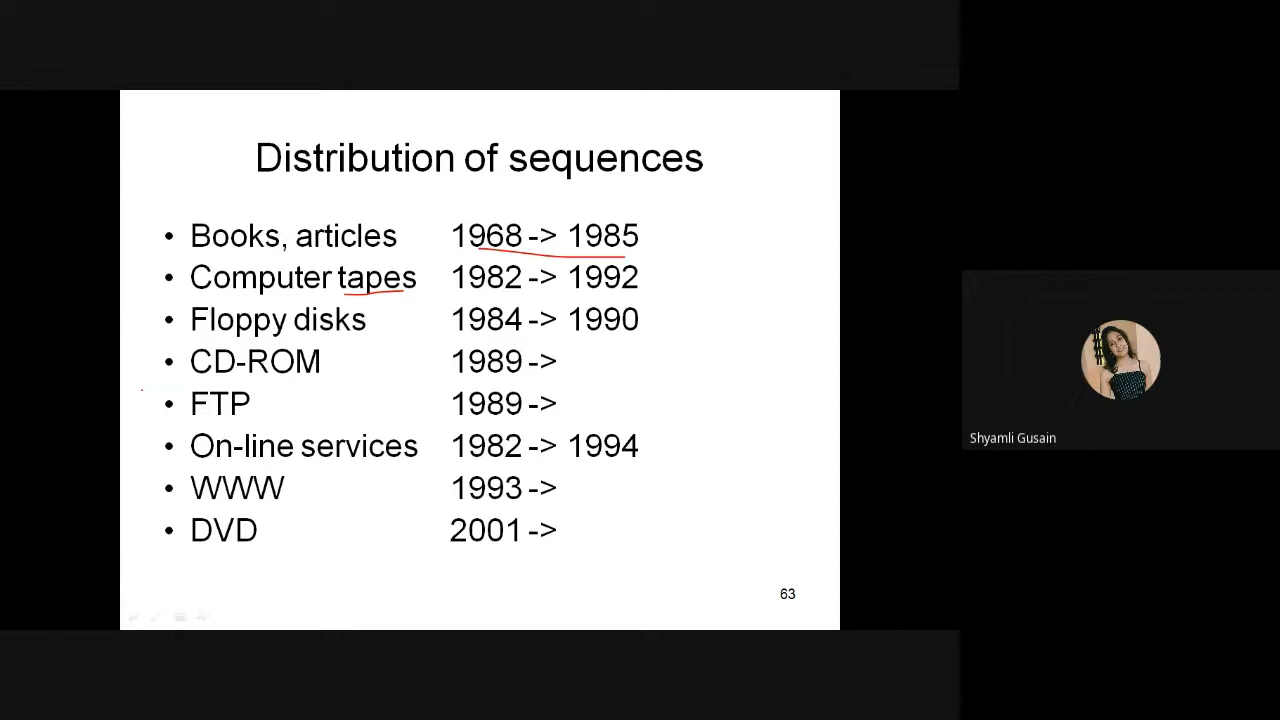 Distribution of sequences
• Books, articles 1968 -> 1985
• Computer tapes 1982 -> 1992
• Floppy disks 1984 -> 1990
• CD-ROM 1989 ->
• FTP 1989 ->
• On-line services 1982 -> 1994
• WWW 1993 ->
• DVD 2001 ->
63
Shyamli Gusain